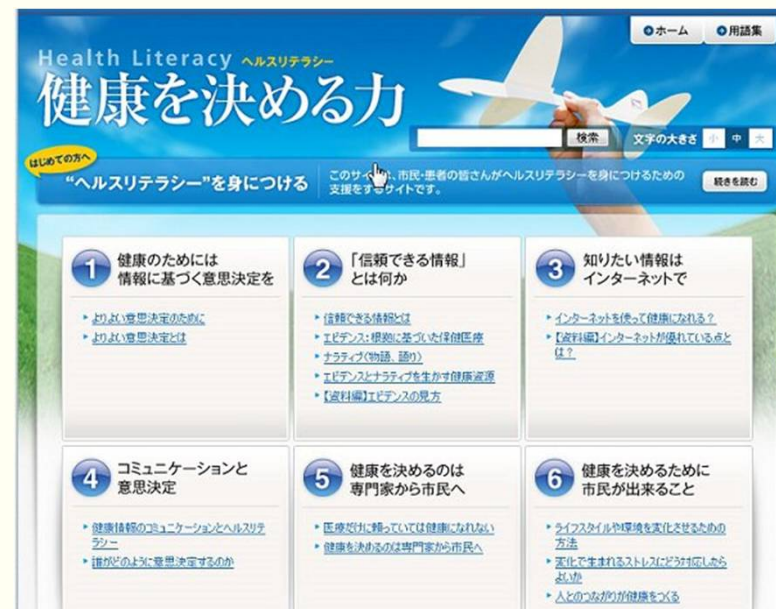 ホーム 用語集
Health Literacy ヘルスリテラシー
健康を決める力
検索 文字の大きさ 小 中 大
はじめての方へ
“ヘルスリテラシー”を身につける
このサイトは、市民・患者の皆さんがヘルスリテラシーを身につけるための
支援をするサイトです。
続きを読む
1 健康のためには
情報に基づく意思決定を
よりよい意思決定のために
よりよい意思決定とは
2 「信頼できる情報」
とは何か
信頼できる情報とは
エビデンス:根拠に基づいた保健医療
ナラティブ(物語、語り)
エビデンスとナラティブを生かす健康資源
【資料編】エビデンスの見方
3 知りたい情報は
インターネットで
インターネットを使って健康になれる?
【資料編】インターネットが優れている点と
は?
4 コミュニケーションと
意思決定
健康情報のコミュニケーションとヘルスリテ
ラシー
誰がどのように意思決定するのか
5 健康を決めるのは
専門家から市民へ
医療だけに頼っていては健康になれない
健康を決めるのは専門家から市民へ
6 健康を決めるために
市民が出来ること
ライフスタイルや環境を変化させるための
方法
変化で生まれるストレスにどう対応したら
よいか
人とのつながりが健康をつくる